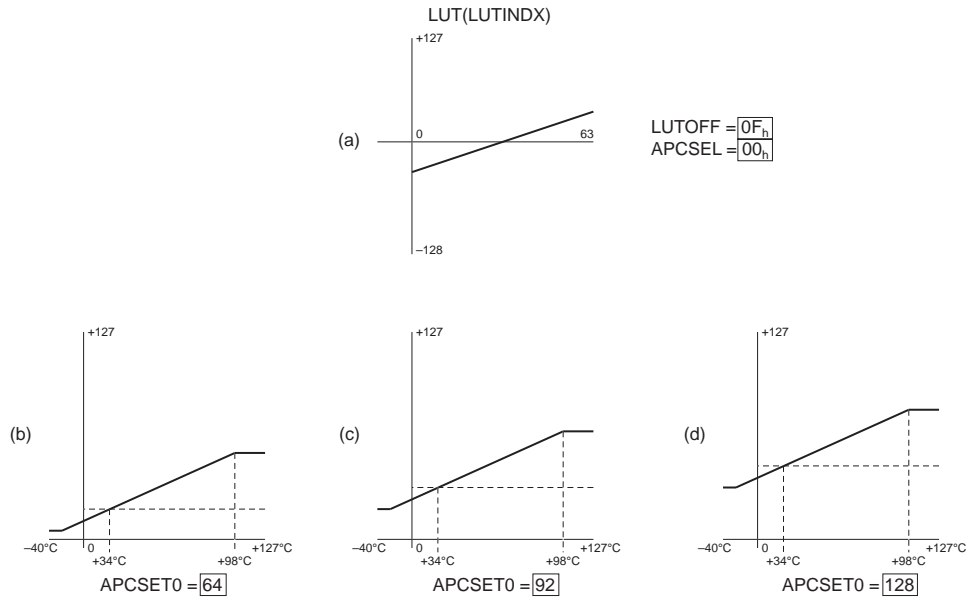 LUT(LUTINDX)
+127
(a)
0
63
–128
LUTOFF = 0Fh
APCSEL = 00h
+127
(b)
–40°C
0
+34°C
+98°C
+127°C
APCSET0 = 64
+127
(c)
–40°C
0
+34°C
+98°C
+127°C
APCSET0 = 92
+127
(d)
–40°C
0
+34°C
+98°C
+127°C
APCSET0 = 128